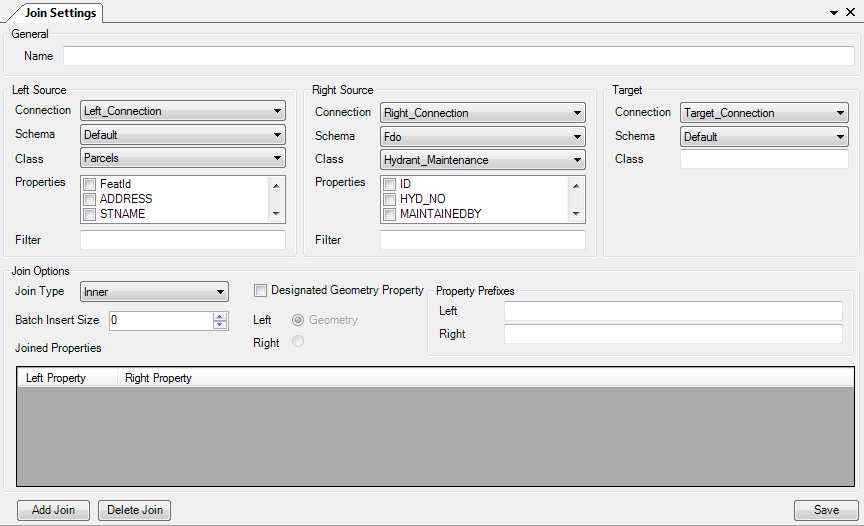 Join Settings
General
Name
Left Source
Connection Left_Connection
Schema Default
Class Parcels
Properties FeatId
ADDRESS
STNAME
Filter
Right Source
Connection Right_Connection
Schema Fdo
Class Hydrant_Maintenance
Properties ID
HYD_NO
MAINTAINEDBY
Filter
Target
Connection Target_Connection
Schema Default
Class
Join Options
Join Type Inner
Batch Insert Size 0
Designated Geometry Property
Left Geometry
Right
Property Prefixes
Left
Right
Joined Properties
Left Property Right Property
Add Join Delete Join Save